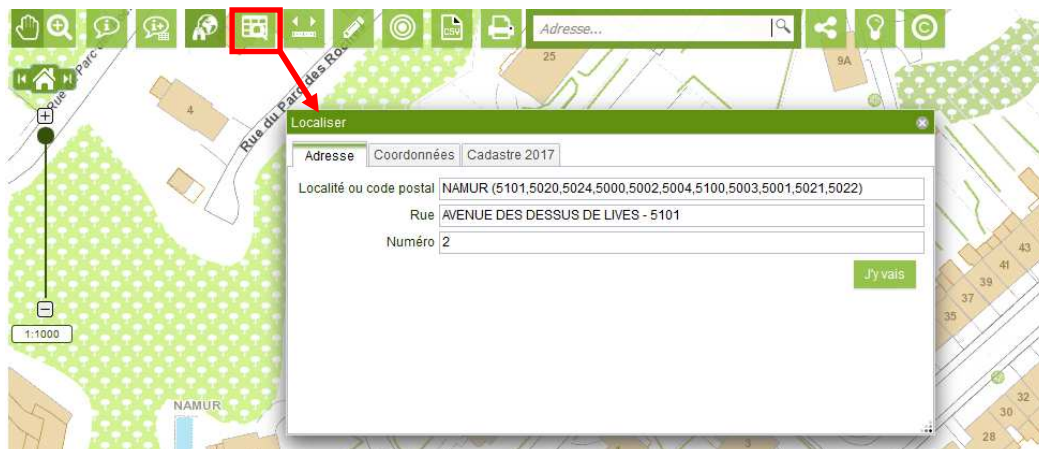 CSV
Adresse...
25
9A
Rue du Parc des Roc
4
Localiser
Adresse
Coordonnées
Cadastre 2017
Localité ou code postal NAMUR (5101,5020,5024,5000,5002,5004,5100,5003,5001,5021,5022)
Rue AVENUE DES DESSUS DE LIVES - 5101
Numéro 2
J'y vais
1:1000
43
41
39
37
35
NAMUR
32
30
28
3